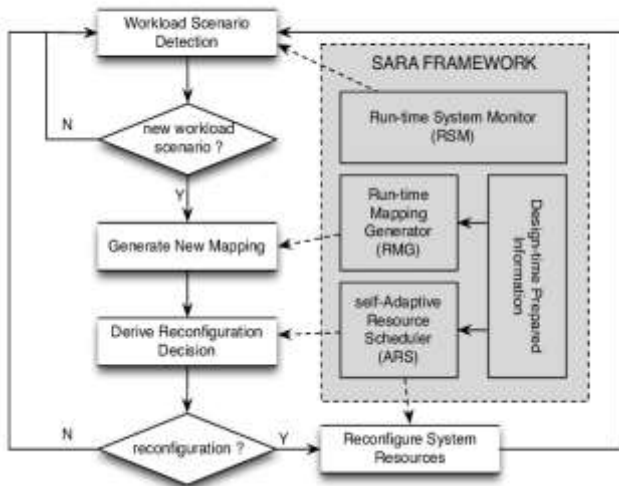 Workload Scenario
Detection
SARA FRAMEWORK
Run-time System Monitor
(RSM)
N
new workload
scenario ?
Y
Run-time
Mapping
Generator
(RMG)
Design-time Prepared
Information
Generate New Mapping
self-Adaptive
Resource
Scheduler
(ARS)
Derive Reconfiguration
Decision
N
reconfiguration ?
Y
Reconfigure System
Resources